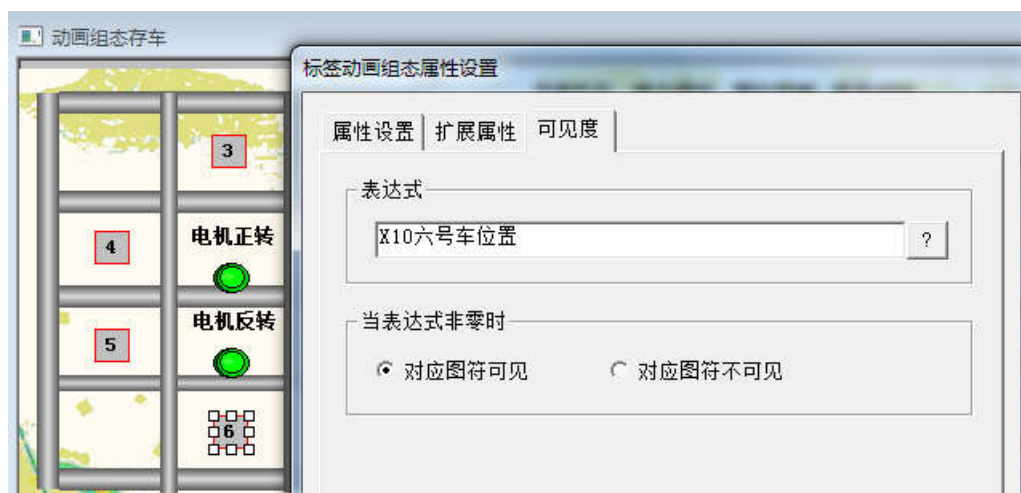 动画组态存车
标签动画组态属性设置
属性设置 扩展属性 可见度
3
表达式
4
电机正转
X10六号车位置
?
电机反转
当表达式非零时
5
对应图符可见 对应图符不可见
6